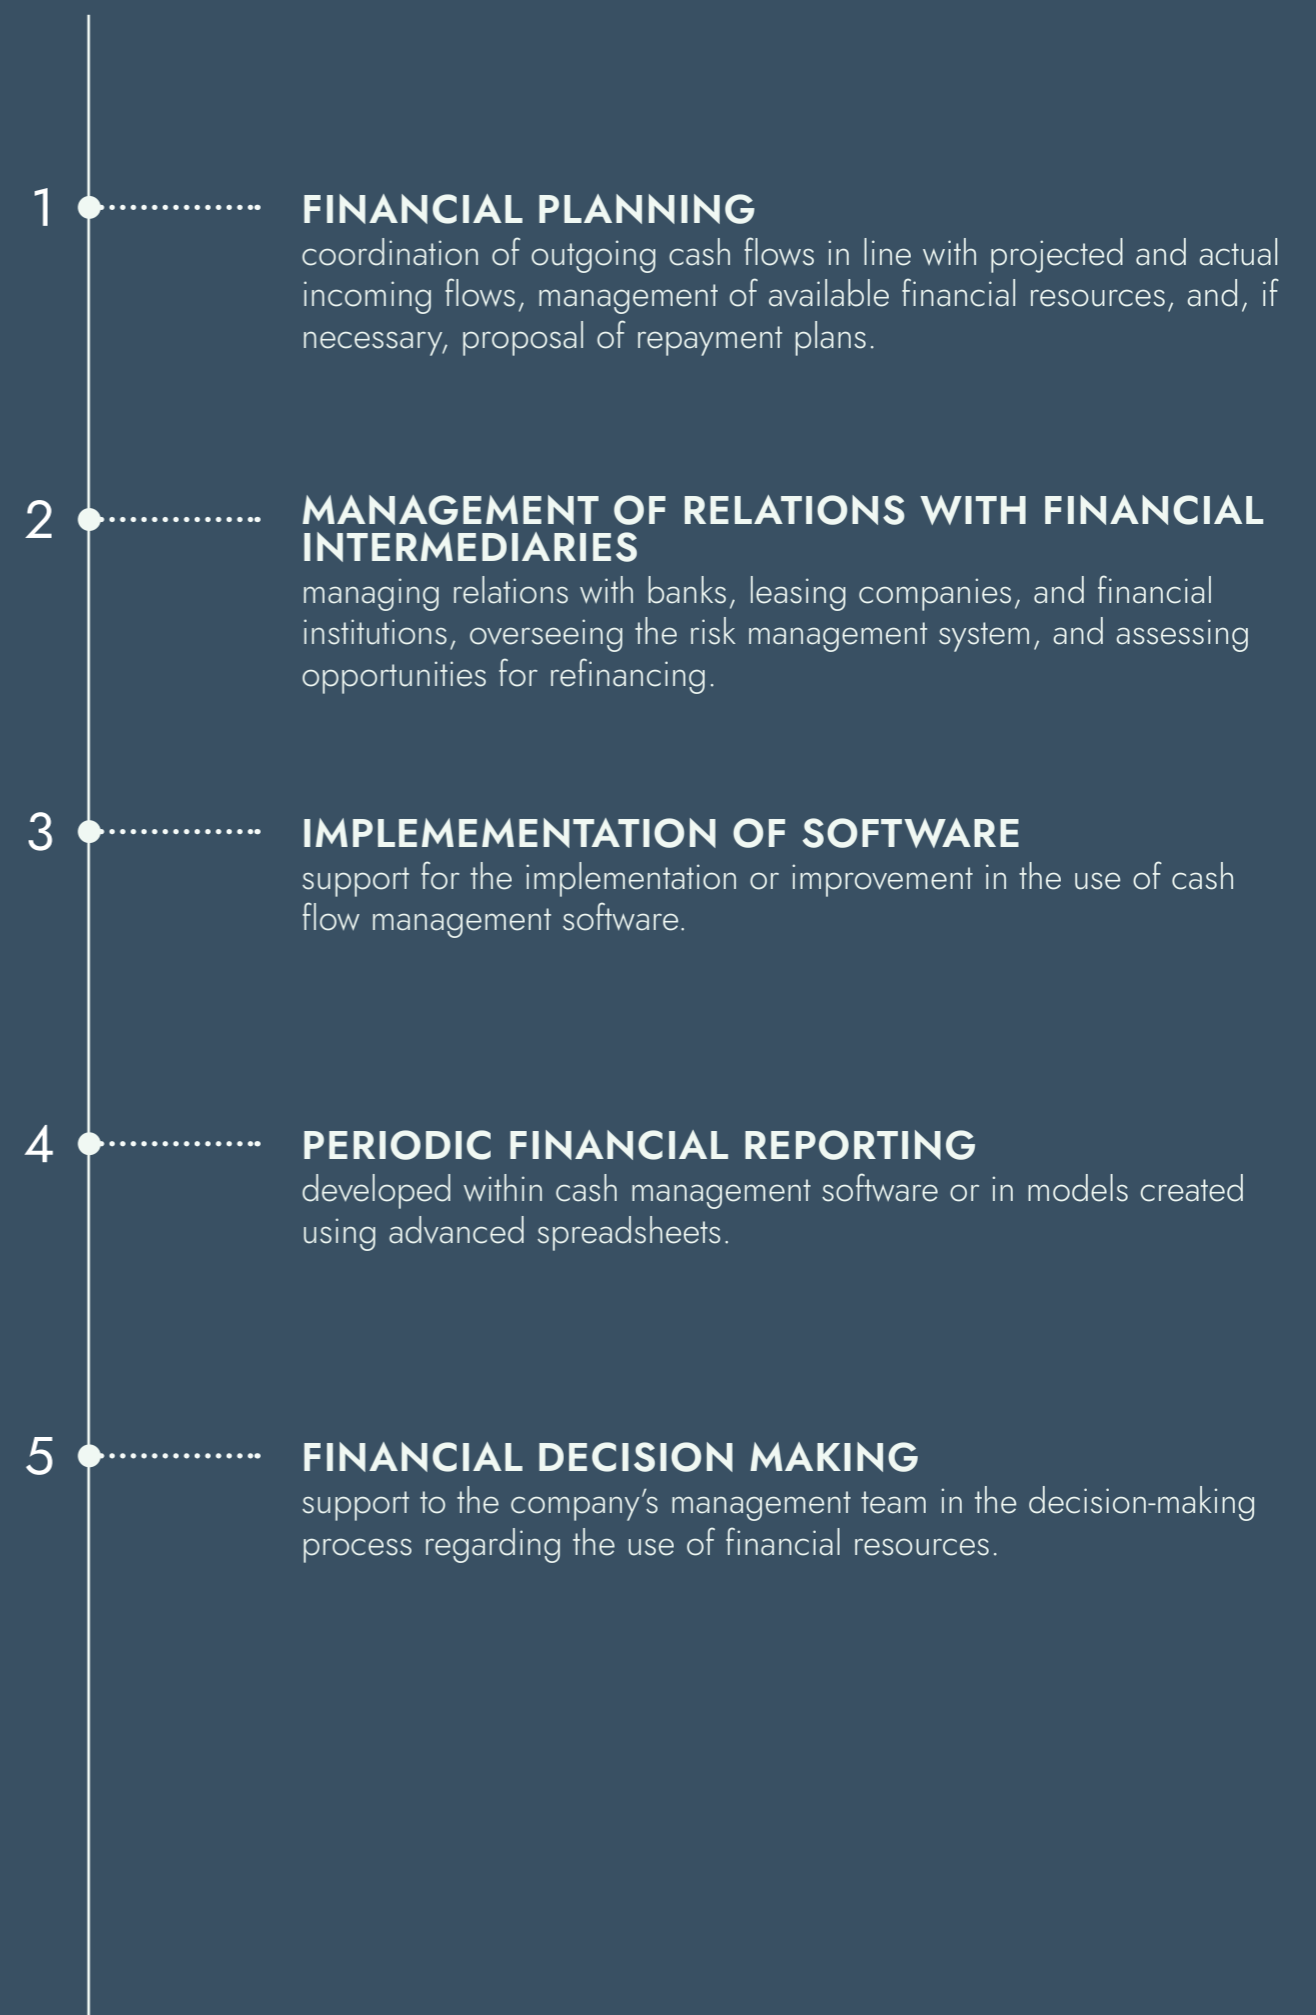 1
FINANCIAL PLANNING
coordination of outgoing cash flows in line with projected and actual
incoming flows, management of available financial resources, and, if
necessary, proposal of repayment plans.
2
MANAGEMENT OF RELATIONS WITH FINANCIAL
INTERMEDIARIES
managing relations with banks, leasing companies, and financial
institutions, overseeing the risk management system, and assessing
opportunities for refinancing.
3
IMPLEMEMENTATION OF SOFTWARE
support for the implementation or improvement in the use of cash
flow management software.
4
PERIODIC FINANCIAL REPORTING
developed within cash management software or in models created
using advanced spreadsheets.
5
FINANCIAL DECISION MAKING
support to the company’s management team in the decision-making
process regarding the use of financial resources.